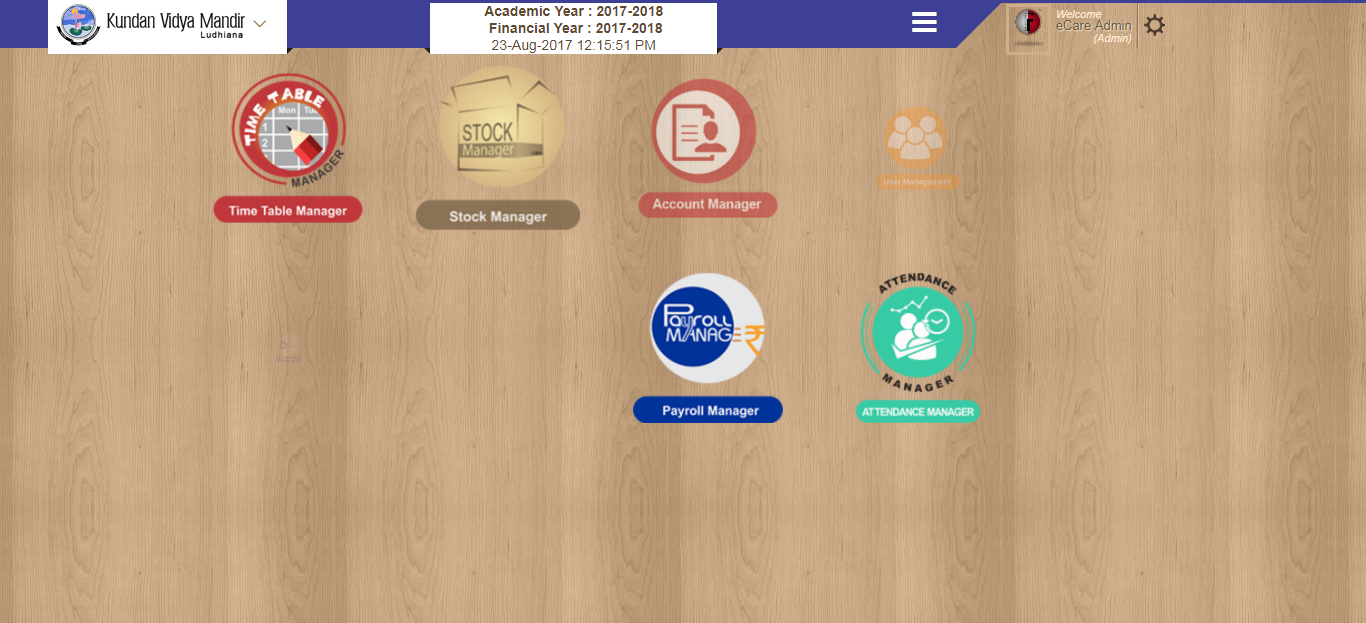 Kundan Vidya Mandir
Ludhiana
Academic Year : 2017-2018
Financial Year : 2017-2018
23-Aug-2017 12:15:51 PM
Welcome
eCare Admin
(Admin)
TIME TABLE
Mon Tu
1
2
MANAGER
Time Table Manager
STOCK
Manager
Stock Manager
Account Manager
User Management
Payroll
MANAGER
Payroll Manager
ATTENDANCE
MANAGER
ATTENDANCE MANAGER